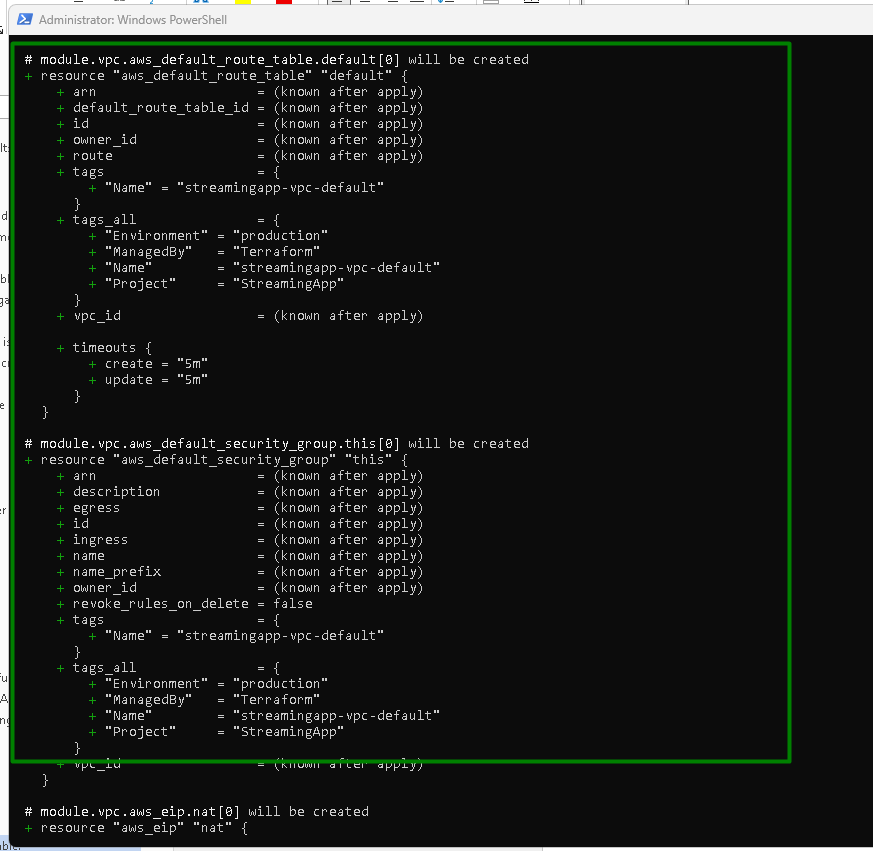 Administrator: Windows PowerShell
# module.vpc.aws_default_route_table.default[0] will be created
+ resource "aws_default_route_table" "default" {
    + arn                    = (known after apply)
    + default_route_table_id = (known after apply)
    + id                     = (known after apply)
    + owner_id               = (known after apply)
    + route                  = (known after apply)
    + tags                   = {
        + "Name" = "streamingapp-vpc-default"
      }
    + tags_all               = {
        + "Environment" = "production"
        + "ManagedBy"   = "Terraform"
        + "Name"        = "streamingapp-vpc-default"
        + "Project"     = "StreamingApp"
      }
    + vpc_id                 = (known after apply)
    + timeouts {
        + create = "5m"
        + update = "5m"
      }
  }
# module.vpc.aws_default_security_group.this[0] will be created
+ resource "aws_default_security_group" "this" {
    + arn                    = (known after apply)
    + description            = (known after apply)
    + egress                 = (known after apply)
    + id                     = (known after apply)
    + ingress                = (known after apply)
    + name                   = (known after apply)
    + name_prefix            = (known after apply)
    + owner_id               = (known after apply)
    + revoke_rules_on_delete = false
    + tags                   = {
        + "Name" = "streamingapp-vpc-default"
      }
    + tags_all               = {
        + "Environment" = "production"
        + "ManagedBy"   = "Terraform"
        + "Name"        = "streamingapp-vpc-default"
        + "Project"     = "StreamingApp"
      }
    + vpc_id                 = (known after apply)
  }
# module.vpc.aws_eip.nat[0] will be created
+ resource "aws_eip" "nat" {